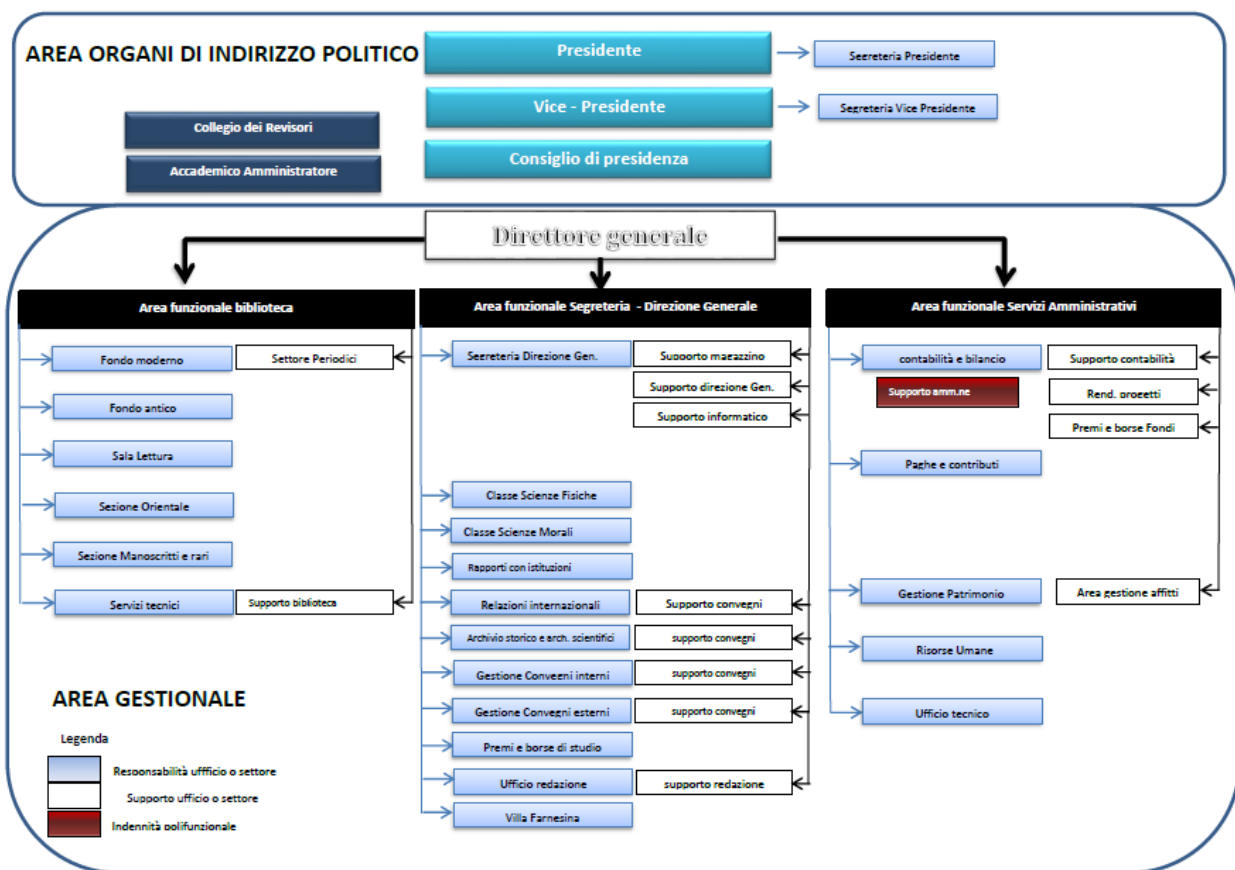 AREA ORGANI DI INDIRIZZO POLITICO
Presidente
Segreteria Presidente
Vice - Presidente
Segreteria Vice Presidente
Collegio dei Revisori
Consiglio di presidenza
Accademico Amministratore
Direttore generale
Area funzionale biblioteca
Fondo moderno
Settore Periodici
Fondo antico
Sala Lettura
Sezione Orientale
Sezione Manoscritti e rari
Servizi tecnici
Supporto biblioteca
Area funzionale Segreteria - Direzione Generale
Segreteria Direzione Gen.
Supporto magazzino
Supporto direzione Gen.
Supporto informatico
Classe Scienze Fisiche
Classe Scienze Morali
Rapporti con istituzioni
Relazioni internazionali
Supporto convegni
Archivio storico e arch. scientifici
supporto convegni
Gestione Convegni interni
supporto convegni
Gestione Convegni esterni
supporto convegni
Premi e borse di studio
Ufficio redazione
supporto redazione
Villa Farnesina
Area funzionale Servizi Amministrativi
contabilità e bilancio
Supporto contabilità
Supporto amm.ne
Rend. progetti
Premi e borse Fondi
Paghe e contributi
Gestione Patrimonio
Area gestione affitti
Risorse Umane
Ufficio tecnico
AREA GESTIONALE
Legenda
Responsabilità uffficio o settore
Supporto ufficio o settore
Indennità polifunzionale